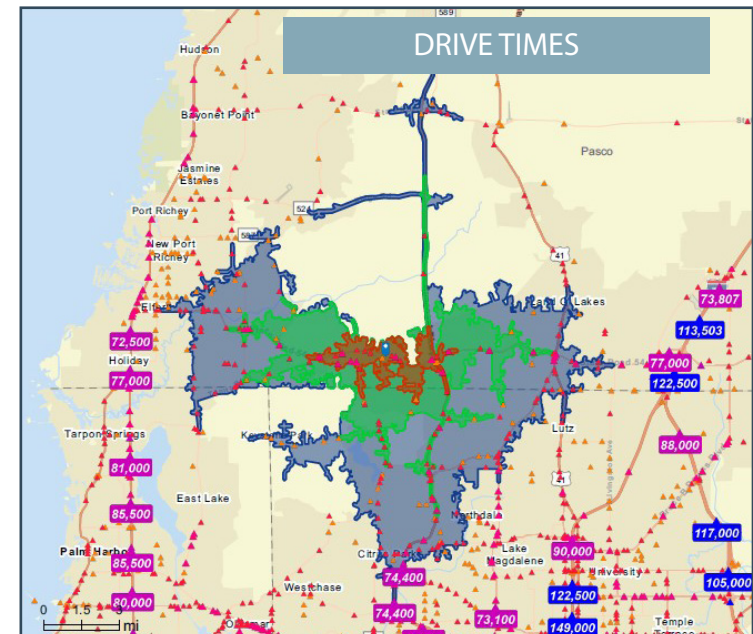 DRIVE TIMES
589
Hudson
Bayonet Point
Pasco
Jasmine
Estates
Port Richey
524
587
New Port
Richey
41
Land O Lakes
73,807
113,503
72,500
Holiday
77,000
77,000
122,500
Tarpon Springs
Lutz
88,000
81,000
41
East Lake
85,500
Northdale
117,000
Palm Harbor
85,500
Citrus Park
Lake
Magdalene
90,000
University
105,000
74,400
Westchase
80,000
74,400
73,100
122,500
149,000
Temple
0 1.5 3
mi